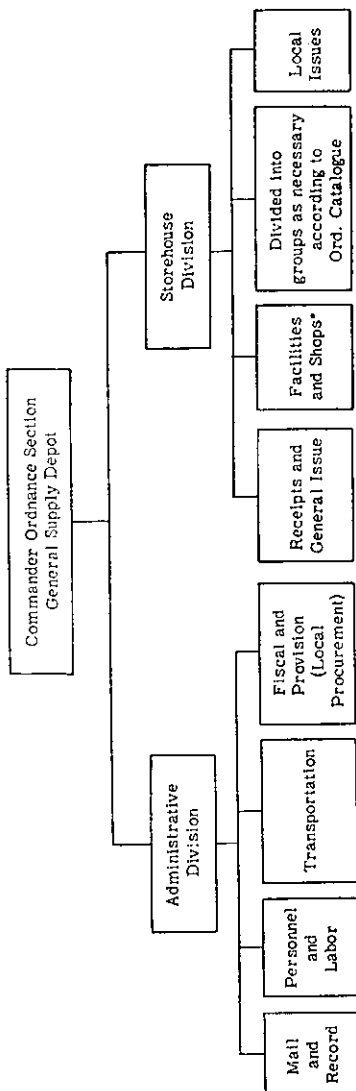 Commander Ordnance Section
General Supply Depot
Administrative
Division
Storehouse
Division
Mail
and
Record
Personnel
and
Labor
Transportation
Fiscal and
Provision
(Local
Procurement)
Receipts and
General Issue
Facilities
and Shops*
Divided into
groups as necessary
according to
Ord. Catalogue
Local
Issues